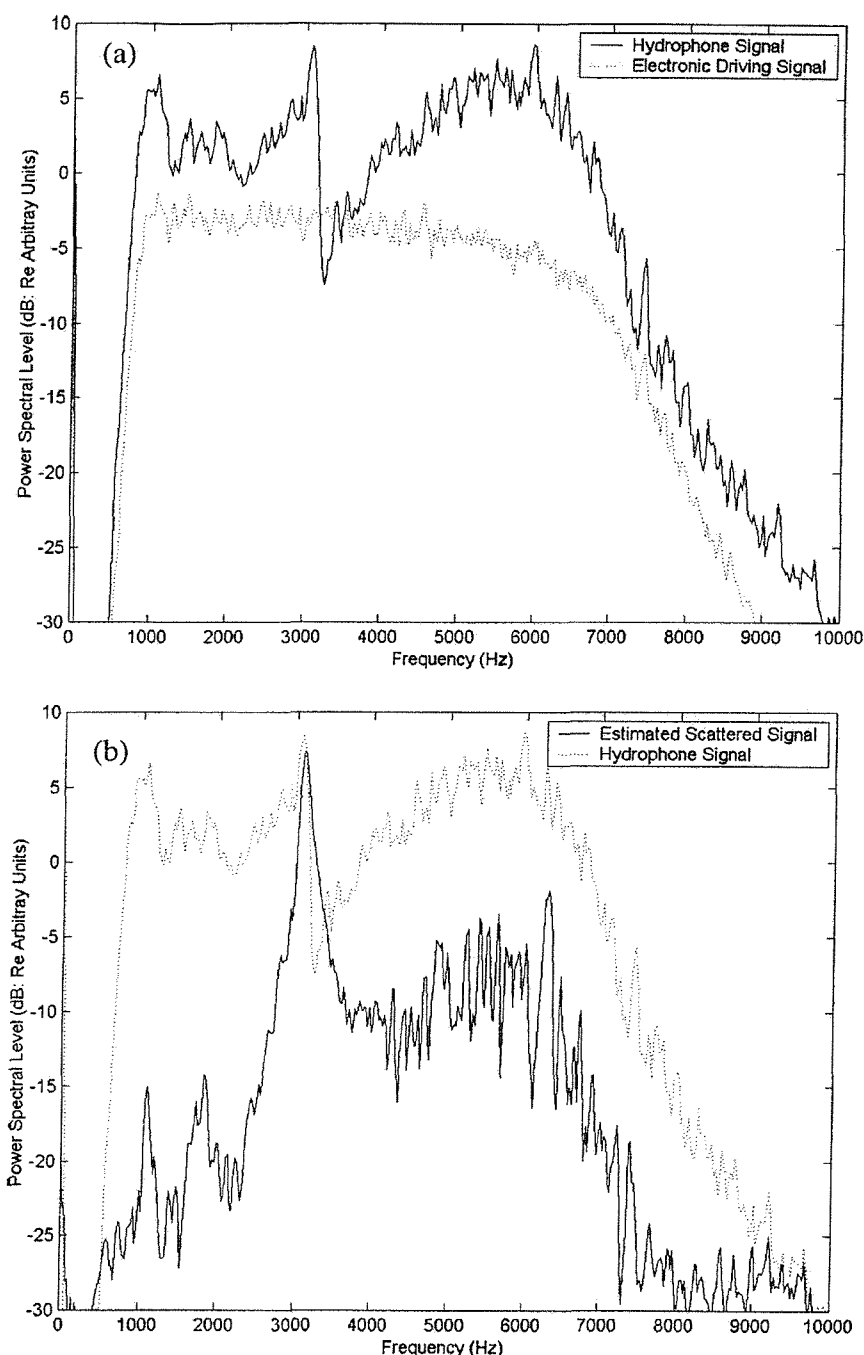 (a)
Hydrophone Signal
Electronic Driving Signal
Power Spectral Level (dB: Re Arbitray Units)
10
5
0
-5
-10
-15
-20
-25
-30
0 1000 2000 3000 4000 5000 6000 7000 8000 9000 10000
Frequency (Hz)
(b)
Estimated Scattered Signal
Hydrophone Signal
Power Spectral Level (dB: Re Arbitray Units)
10
5
0
-5
-10
-15
-20
-25
-30
0 1000 2000 3000 4000 5000 6000 7000 8000 9000 10000
Frequency (Hz)